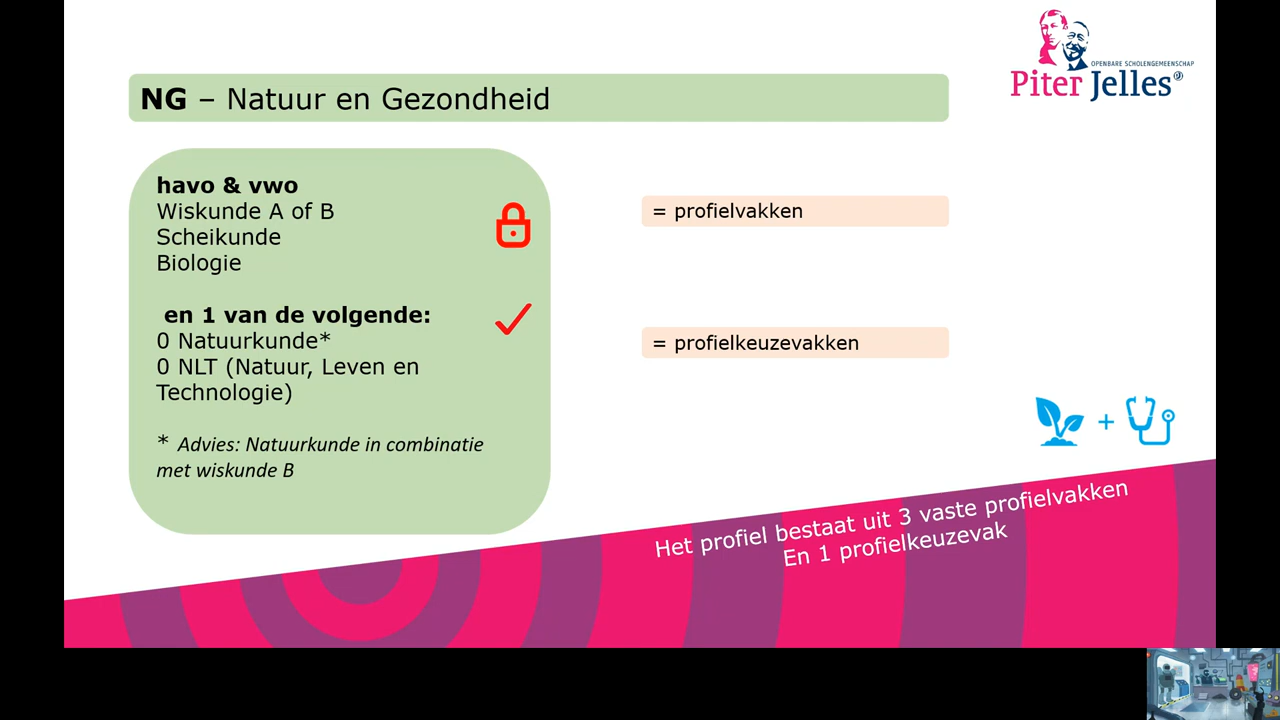 OPENBARE SCHOLENGEMEENSCHAP
Piter Jelles
NG – Natuur en Gezondheid
havo & vwo
Wiskunde A of B
Scheikunde
Biologie
= profielvakken
en 1 van de volgende:
0 Natuurkunde*
0 NLT (Natuur, Leven en
Technologie)
= profielkeuzevakken
* Advies: Natuurkunde in combinatie
met wiskunde B
Het profiel bestaat uit 3 vaste profielvakken
En 1 profielkeuzevak